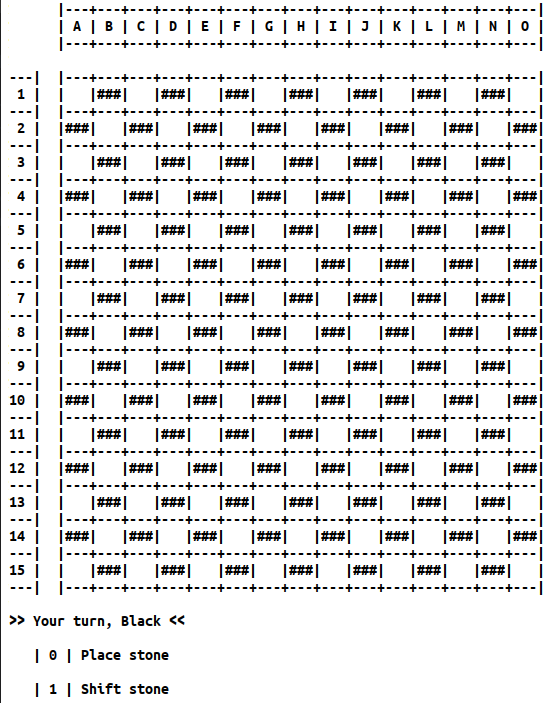 |---+---+---+---+---+---+---+---+---+---+---+---+---+---+---|
| A | B | C | D | E | F | G | H | I | J | K | L | M | N | O |
|---+---+---+---+---+---+---+---+---+---+---+---+---+---+---|
---|  |---+---+---+---+---+---+---+---+---+---+---+---+---+---+---|
 1 |  |   |###|   |###|   |###|   |###|   |###|   |###|   |###|   |
---|  |---+---+---+---+---+---+---+---+---+---+---+---+---+---+---|
 2 |  |###|   |###|   |###|   |###|   |###|   |###|   |###|   |###|
---|  |---+---+---+---+---+---+---+---+---+---+---+---+---+---+---|
 3 |  |   |###|   |###|   |###|   |###|   |###|   |###|   |###|   |
---|  |---+---+---+---+---+---+---+---+---+---+---+---+---+---+---|
 4 |  |###|   |###|   |###|   |###|   |###|   |###|   |###|   |###|
---|  |---+---+---+---+---+---+---+---+---+---+---+---+---+---+---|
 5 |  |   |###|   |###|   |###|   |###|   |###|   |###|   |###|   |
---|  |---+---+---+---+---+---+---+---+---+---+---+---+---+---+---|
 6 |  |###|   |###|   |###|   |###|   |###|   |###|   |###|   |###|
---|  |---+---+---+---+---+---+---+---+---+---+---+---+---+---+---|
 7 |  |   |###|   |###|   |###|   |###|   |###|   |###|   |###|   |
---|  |---+---+---+---+---+---+---+---+---+---+---+---+---+---+---|
 8 |  |###|   |###|   |###|   |###|   |###|   |###|   |###|   |###|
---|  |---+---+---+---+---+---+---+---+---+---+---+---+---+---+---|
 9 |  |   |###|   |###|   |###|   |###|   |###|   |###|   |###|   |
---|  |---+---+---+---+---+---+---+---+---+---+---+---+---+---+---|
10 |  |###|   |###|   |###|   |###|   |###|   |###|   |###|   |###|
---|  |---+---+---+---+---+---+---+---+---+---+---+---+---+---+---|
11 |  |   |###|   |###|   |###|   |###|   |###|   |###|   |###|   |
---|  |---+---+---+---+---+---+---+---+---+---+---+---+---+---+---|
12 |  |###|   |###|   |###|   |###|   |###|   |###|   |###|   |###|
---|  |---+---+---+---+---+---+---+---+---+---+---+---+---+---+---|
13 |  |   |###|   |###|   |###|   |###|   |###|   |###|   |###|   |
---|  |---+---+---+---+---+---+---+---+---+---+---+---+---+---+---|
14 |  |###|   |###|   |###|   |###|   |###|   |###|   |###|   |###|
---|  |---+---+---+---+---+---+---+---+---+---+---+---+---+---+---|
15 |  |   |###|   |###|   |###|   |###|   |###|   |###|   |###|   |
---|  |---+---+---+---+---+---+---+---+---+---+---+---+---+---+---|
>> Your turn, Black <<
| 0 | Place stone
| 1 | Shift stone